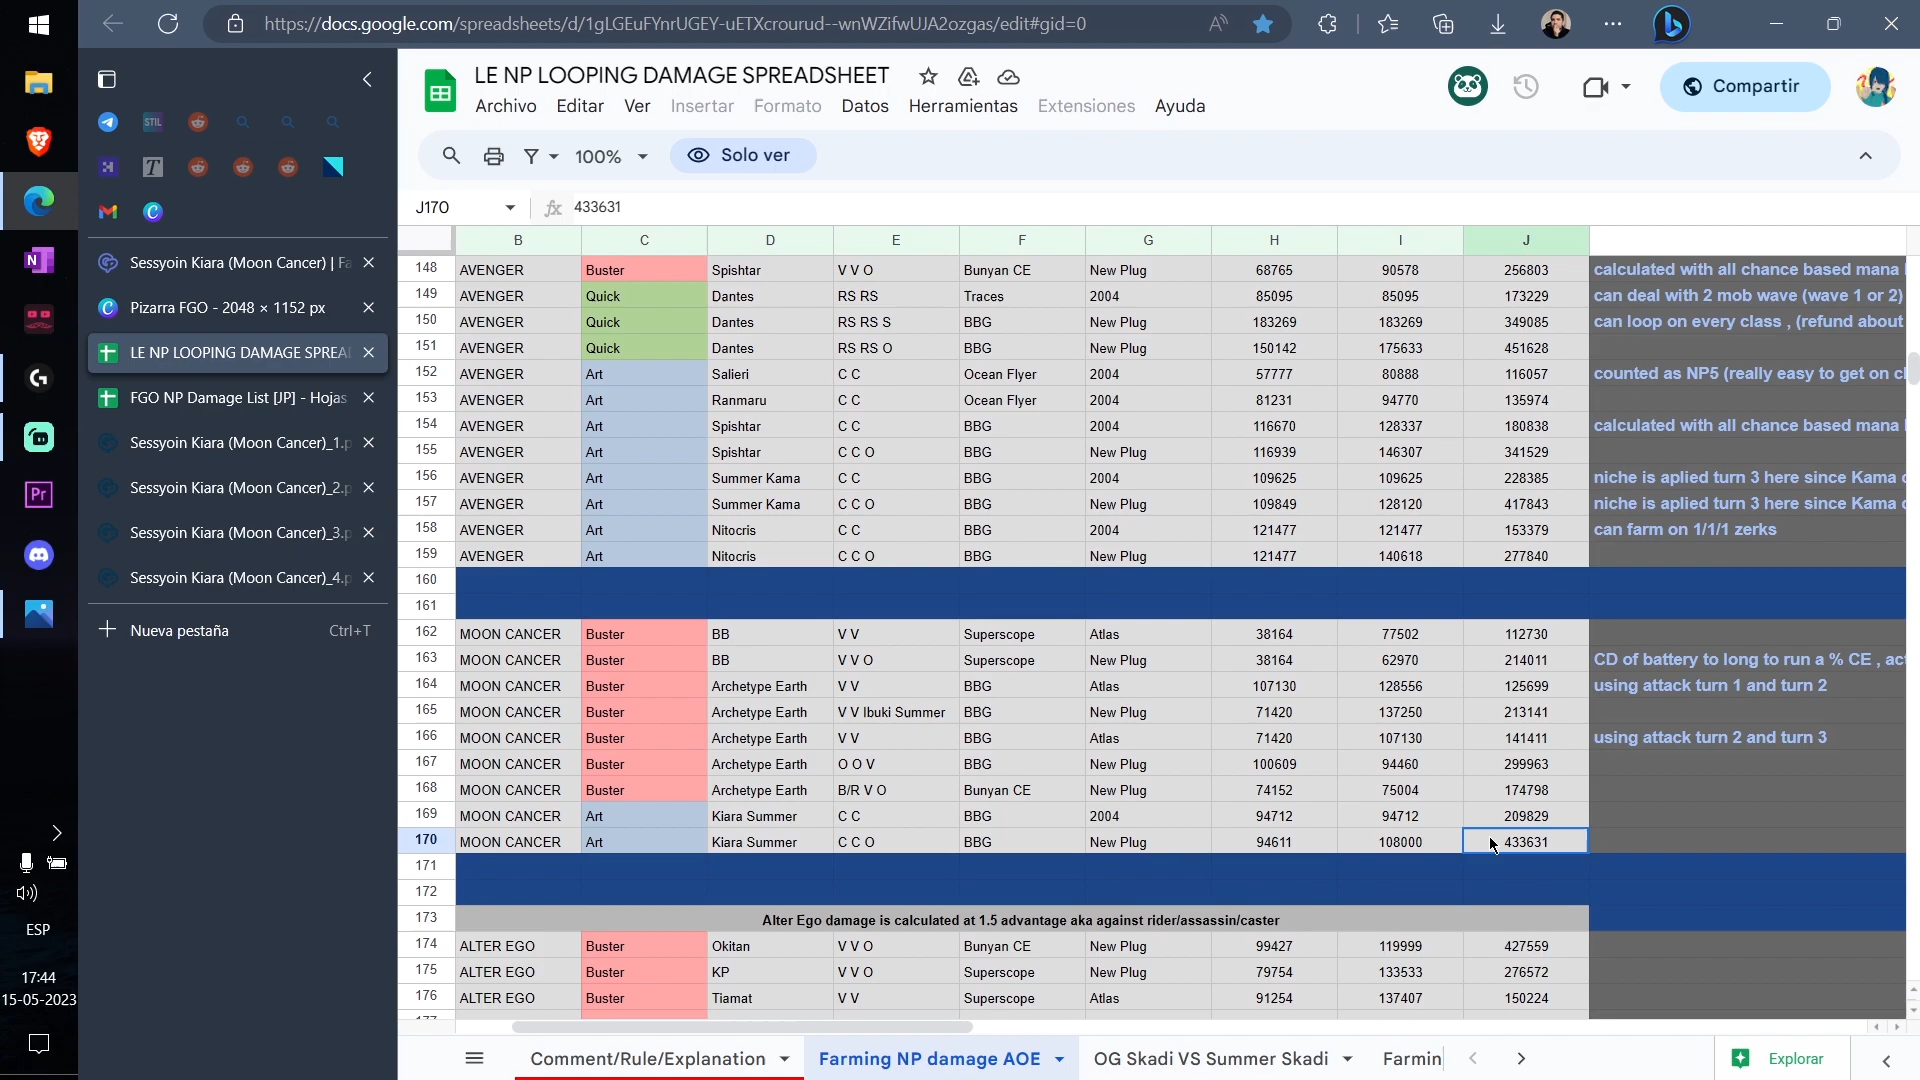 https://docs.google.com/spreadsheets/d/1gLGEuFYnrUGEY-uETXcrourud--wnWZifwUJA2ozgas/edit#gid=0
LE NP LOOPING DAMAGE SPREADSHEET
Archivo Editar Ver Insertar Formato Datos Herramientas Extensiones Ayuda
Compartir
100% Solo ver
J170 fx 433631
STIL
Sessyoin Kiara (Moon Cancer) | Fa
Pizarra FGO - 2048 × 1152 px
LE NP LOOPING DAMAGE SPREA
FGO NP Damage List [JP] - Hojas
Sessyoin Kiara (Moon Cancer)_1.p
Sessyoin Kiara (Moon Cancer)_2.p
Sessyoin Kiara (Moon Cancer)_3.p
Sessyoin Kiara (Moon Cancer)_4.p
Nueva pestaña Ctrl+T
ESP
17:44
15-05-2023
B C D E F G H I J
148 AVENGER Buster Spishtar V V O Bunyan CE New Plug 68765 90578 256803 calculated with all chance based mana
149 AVENGER Quick Dantes RS RS Traces 2004 85095 85095 173229 can deal with 2 mob wave (wave 1 or 2)
150 AVENGER Quick Dantes RS RS S BBG New Plug 183269 183269 349085 can loop on every class , (refund about
151 AVENGER Quick Dantes RS RS O BBG New Plug 150142 175633 451628
152 AVENGER Art Salieri C C Ocean Flyer 2004 57777 80888 116057 counted as NP5 (really easy to get on cl
153 AVENGER Art Ranmaru C C Ocean Flyer 2004 81231 94770 135974
154 AVENGER Art Spishtar C C BBG 2004 116670 128337 180838 calculated with all chance based mana
155 AVENGER Art Spishtar C C O BBG New Plug 116939 146307 341529
156 AVENGER Art Summer Kama C C BBG 2004 109625 109625 228385 niche is aplied turn 3 here since Kama
157 AVENGER Art Summer Kama C C O BBG New Plug 109849 128120 417843 niche is aplied turn 3 here since Kama
158 AVENGER Art Nitocris C C BBG 2004 121477 121477 153379 can farm on 1/1/1 zerks
159 AVENGER Art Nitocris C C O BBG New Plug 121477 140618 277840
160
161
162 MOON CANCER Buster BB V V Superscope Atlas 38164 77502 112730
163 MOON CANCER Buster BB V V O Superscope New Plug 38164 62970 214011 CD of battery to long to run a % CE , act
164 MOON CANCER Buster Archetype Earth V V BBG Atlas 107130 128556 125699 using attack turn 1 and turn 2
165 MOON CANCER Buster Archetype Earth V V Ibuki Summer BBG New Plug 71420 137250 213141
166 MOON CANCER Buster Archetype Earth V V BBG Atlas 71420 107130 141411 using attack turn 2 and turn 3
167 MOON CANCER Buster Archetype Earth O O V BBG New Plug 100609 94460 299963
168 MOON CANCER Buster Archetype Earth B/R V O Bunyan CE New Plug 74152 75004 174798
169 MOON CANCER Art Kiara Summer C C BBG 2004 94712 94712 209829
170 MOON CANCER Art Kiara Summer C C O BBG New Plug 94611 108000 433631
171
172
173 Alter Ego damage is calculated at 1.5 advantage aka against rider/assassin/caster
174 ALTER EGO Buster Okitan V V O Bunyan CE New Plug 99427 119999 427559
175 ALTER EGO Buster KP V V O Superscope New Plug 79754 133533 276572
176 ALTER EGO Buster Tiamat V V Superscope Atlas 91254 137407 150224
Comment/Rule/Explanation Farming NP damage AOE OG Skadi VS Summer Skadi Farmin Explorar